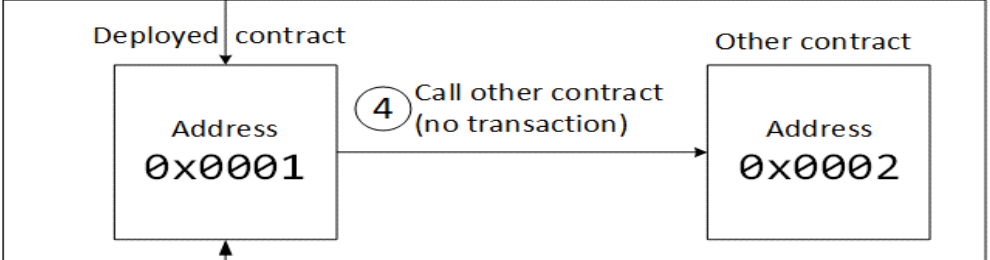 Deployed contract
Other contract
4
Call other contract
(no transaction)
Address
0x0001
Address
0x0002